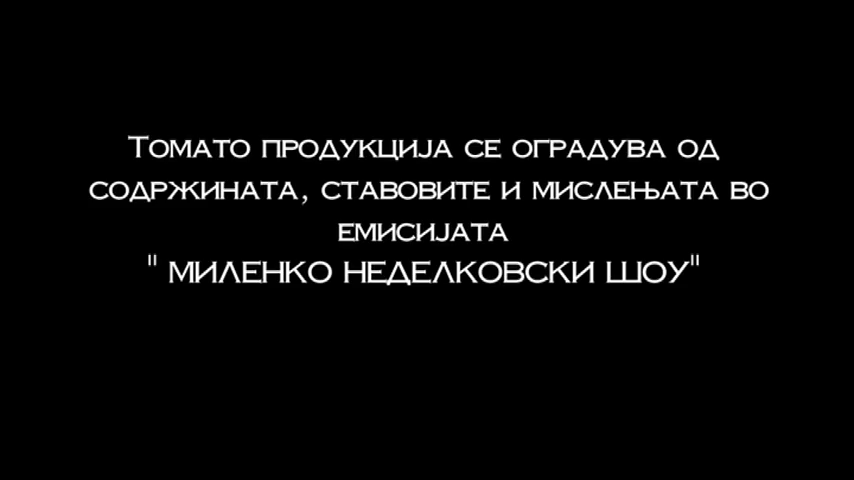 Томато продукција се оградува од
содржината, ставовите и мислењата во
емисијата
" МИЛЕНКО НЕДЕЛКОВСКИ ШОУ"